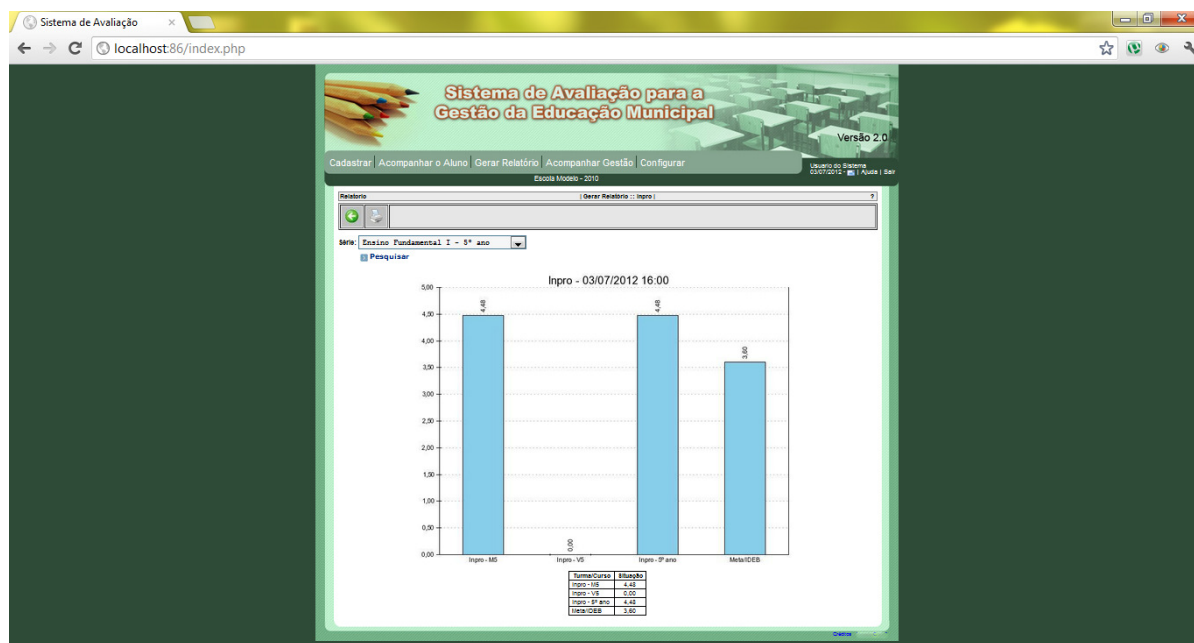 Sistema de Avaliação
localhost:86/index.php
Sistema de Avaliação para a
Gestão da Educação Municipal
Versão 2.0
Cadastrar | Acompanhar o Aluno | Gerar Relatório | Acompanhar Gestão | Configurar
Usuario do Sistema
03/07/2012 - | Ajuda | Sair
Escola Modelo - 2010
Relatorio | Gerar Relatório :: Inpro | ?
Série: Ensino Fundamental I - 5º ano
Pesquisar
Inpro - 03/07/2012 16:00
5,00
4,50
4,00
3,50
3,00
2,50
2,00
1,50
1,00
0,50
0,00
4,48
0,00
4,48
3,60
Inpro - M5 Inpro - V5 Inpro - 5º ano Meta/IDEB
Turma/Curso Situação
Inpro - M5 4,48
Inpro - V5 0,00
Inpro - 5º ano 4,48
Meta/IDEB 3,60